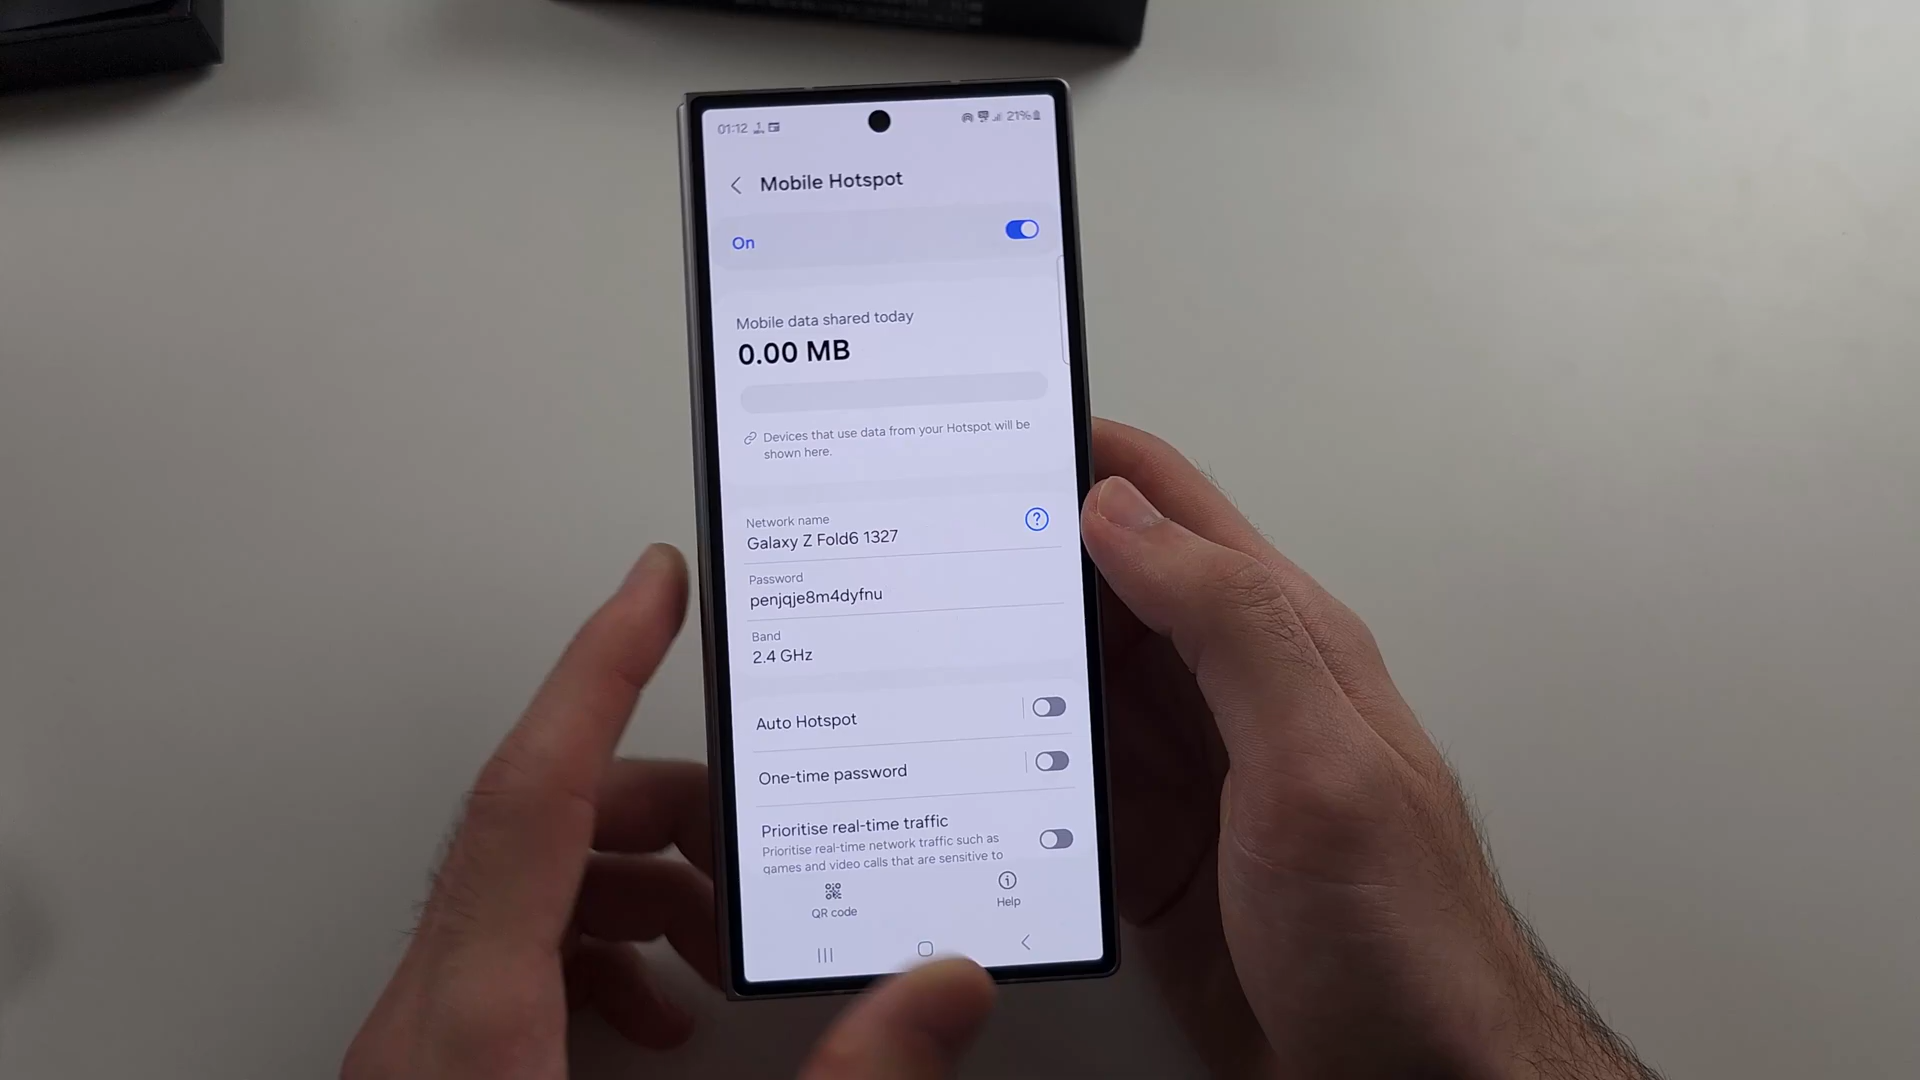 01:12
21%
Mobile Hotspot
On
Mobile data shared today
0.00 MB
Devices that use data from your Hotspot will be
shown here.
Network name
Galaxy Z Fold6 1327
?
Password
penjqje8m4dyfnu
Band
2.4 GHz
Auto Hotspot
One-time password
Prioritise real-time traffic
Prioritise real-time network traffic such as
games and video calls that are sensitive to
QR code
Help